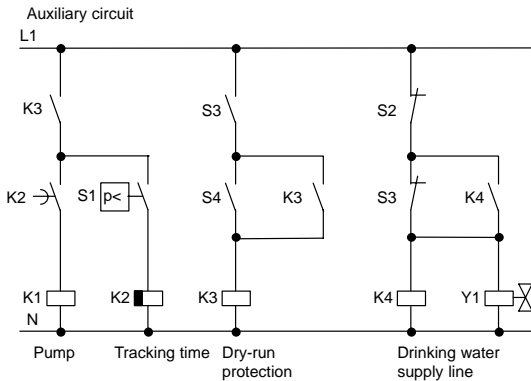 Auxiliary circuit
L1
K3 S3 S2
K2 S1 p< S4 K3 S3 K4
K1 K2 K3 K4 Y1
N
Pump Tracking time Dry-run protection Drinking water supply line